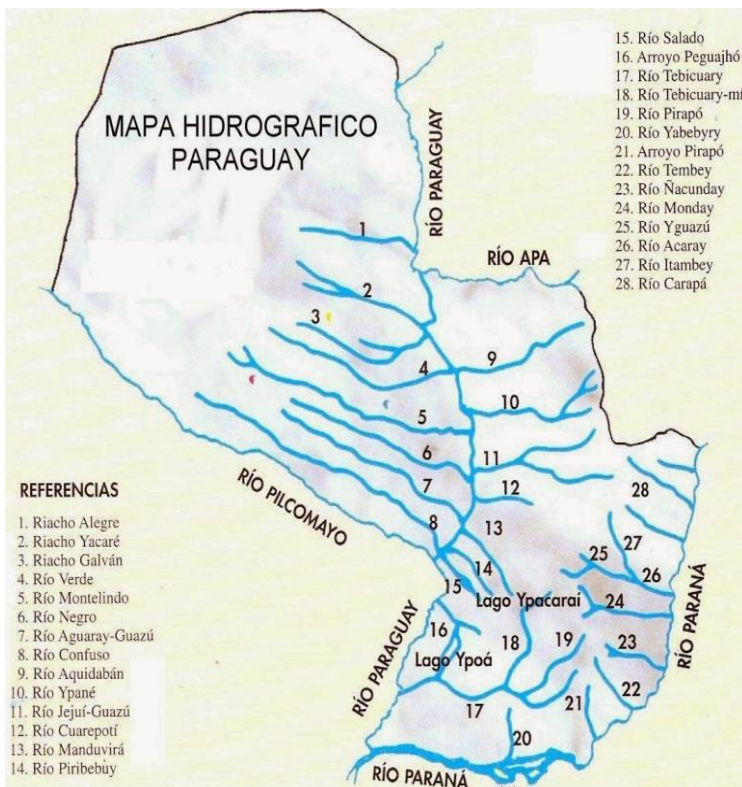 MAPA HIDROGRAFICO
PARAGUAY
RÍO PARAGUAY
RÍO APA
15. Río Salado
16. Arroyo Peguajhó
17. Río Tebicuary
18. Río Tebicuary-mí
19. Río Pirapó
20. Río Yabebyry
21. Arroyo Pirapó
22. Río Tembey
23. Río Ñacunday
24. Río Monday
25. Río Yguazú
26. Río Acaray
27. Río Itambey
28. Río Carapá
1
2
3
4
9
5
10
6
11
7
12
28
8
13
27
25
26
14
15
24
16
18
19
23
22
17
21
20
RÍO PILCOMAYO
Lago Ypacaraí
Lago Ypoá
RÍO PARAGUAY
RÍO PARANÁ
RÍO PARANÁ
REFERENCIAS
1. Riacho Alegre
2. Riacho Yacaré
3. Riacho Galván
4. Río Verde
5. Río Montelindo
6. Río Negro
7. Río Aguaray-Guazú
8. Río Confuso
9. Río Aquidabán
10. Río Ypané
11. Río Jejuí-Guazú
12. Río Cuarepotí
13. Río Manduvirá
14. Río Piribebuy